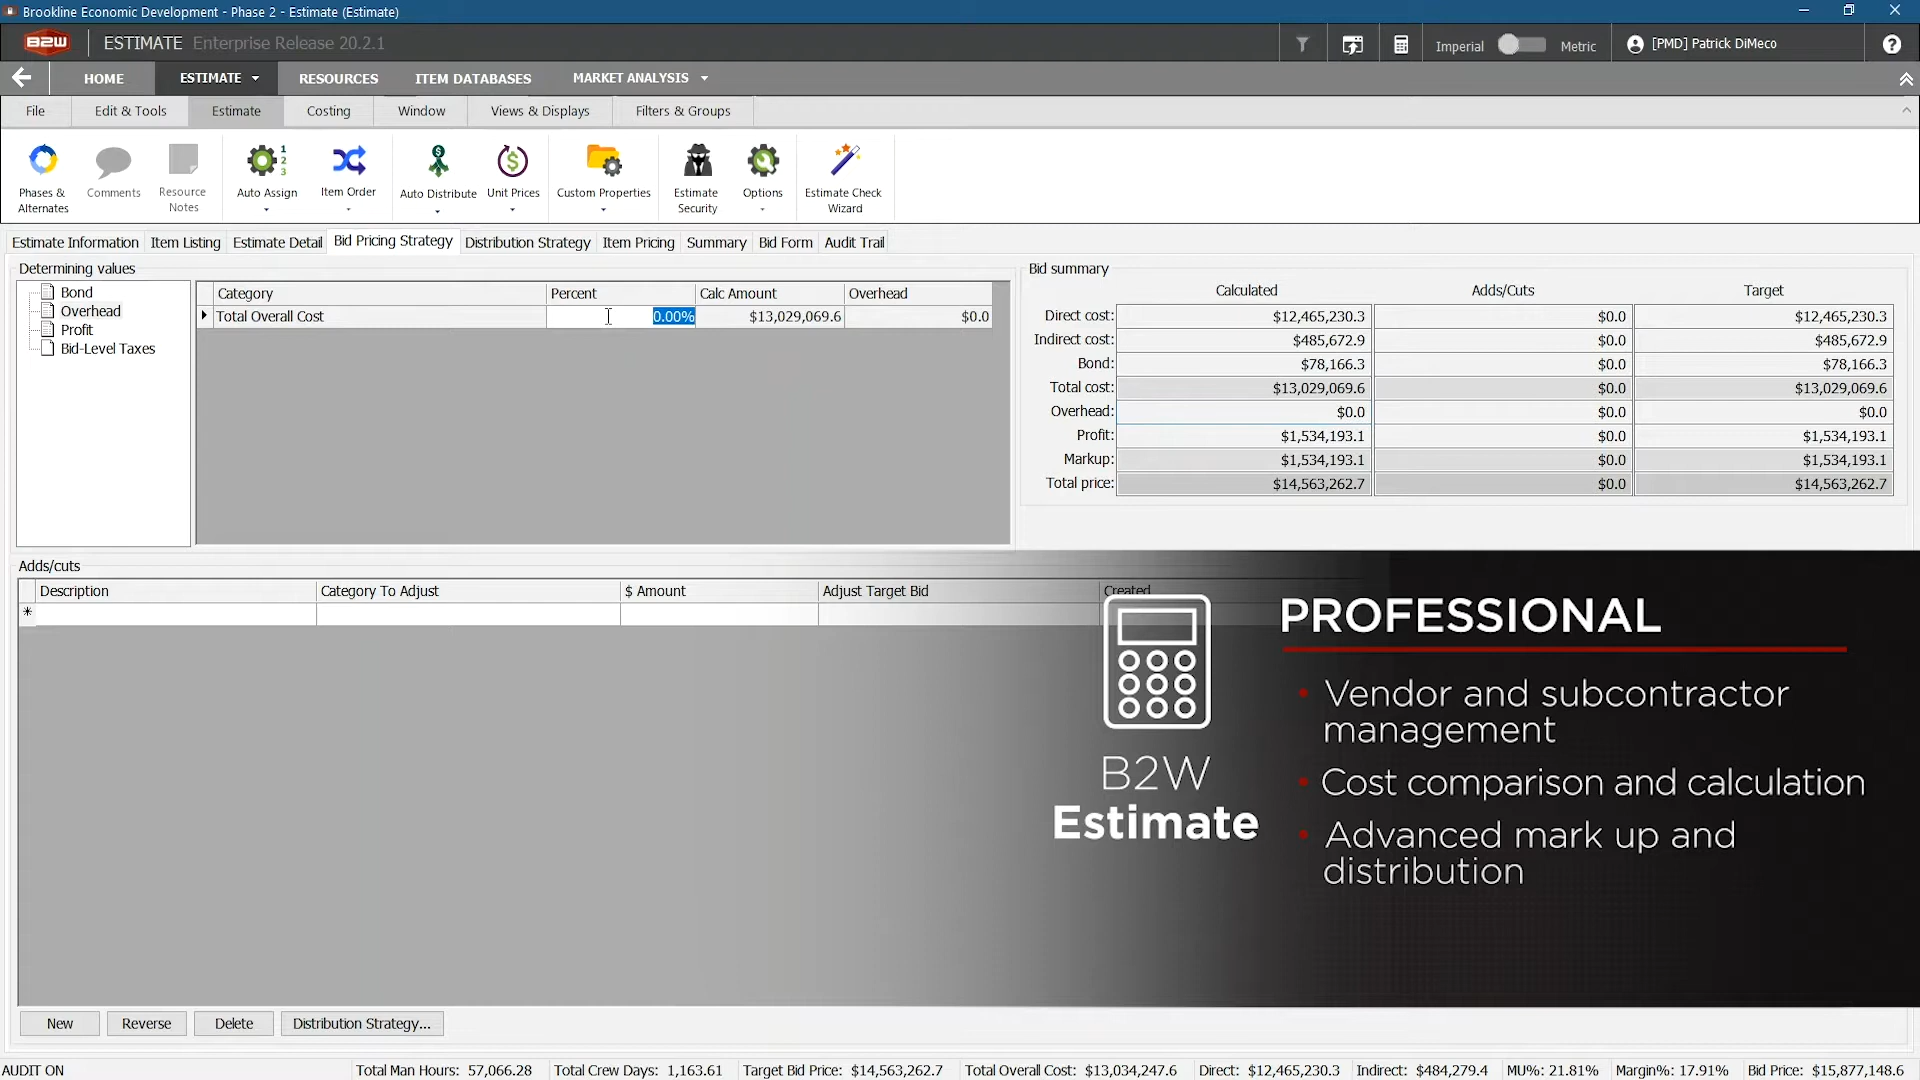 Brookline Economic Development - Phase 2 - Estimate (Estimate)
B2W ESTIMATE Enterprise Release 20.2.1 Imperial Metric [PMD] Patrick DiMeco ?
HOME ESTIMATE RESOURCES ITEM DATABASES MARKET ANALYSIS
File Edit & Tools Estimate Costing Window Views & Displays Filters & Groups
Phases & Alternates Comments Resource Notes Auto Assign Item Order Auto Distribute Unit Prices Custom Properties Estimate Security Options Estimate Check Wizard
Estimate Information Item Listing Estimate Detail Bid Pricing Strategy Distribution Strategy Item Pricing Summary Bid Form Audit Trail
Determining values
Bond
Overhead
Profit
Bid-Level Taxes
Category Percent Calc Amount Overhead
Total Overall Cost 0.00% $13,029,069.6 $0.0
Bid summary
Calculated Adds/Cuts Target
Direct cost: $12,465,230.3 $0.0 $12,465,230.3
Indirect cost: $485,672.9 $0.0 $485,672.9
Bond: $78,166.3 $0.0 $78,166.3
Total cost: $13,029,069.6 $0.0 $13,029,069.6
Overhead: $0.0 $0.0 $0.0
Profit: $1,534,193.1 $0.0 $1,534,193.1
Markup: $1,534,193.1 $0.0 $1,534,193.1
Total price: $14,563,262.7 $0.0 $14,563,262.7
Adds/cuts
Description Category To Adjust $ Amount Adjust Target Bid Created
*
B2W
Estimate
PROFESSIONAL
• Vendor and subcontractor
management
• Cost comparison and calculation
• Advanced mark up and
distribution
New Reverse Delete Distribution Strategy...
AUDIT ON Total Man Hours: 57,066.28 Total Crew Days: 1,163.61 Target Bid Price: $14,563,262.7 Total Overall Cost: $13,034,247.6 Direct: $12,465,230.3 Indirect: $484,279.4 MU%: 21.81% Margin%: 17.91% Bid Price: $15,877,148.6